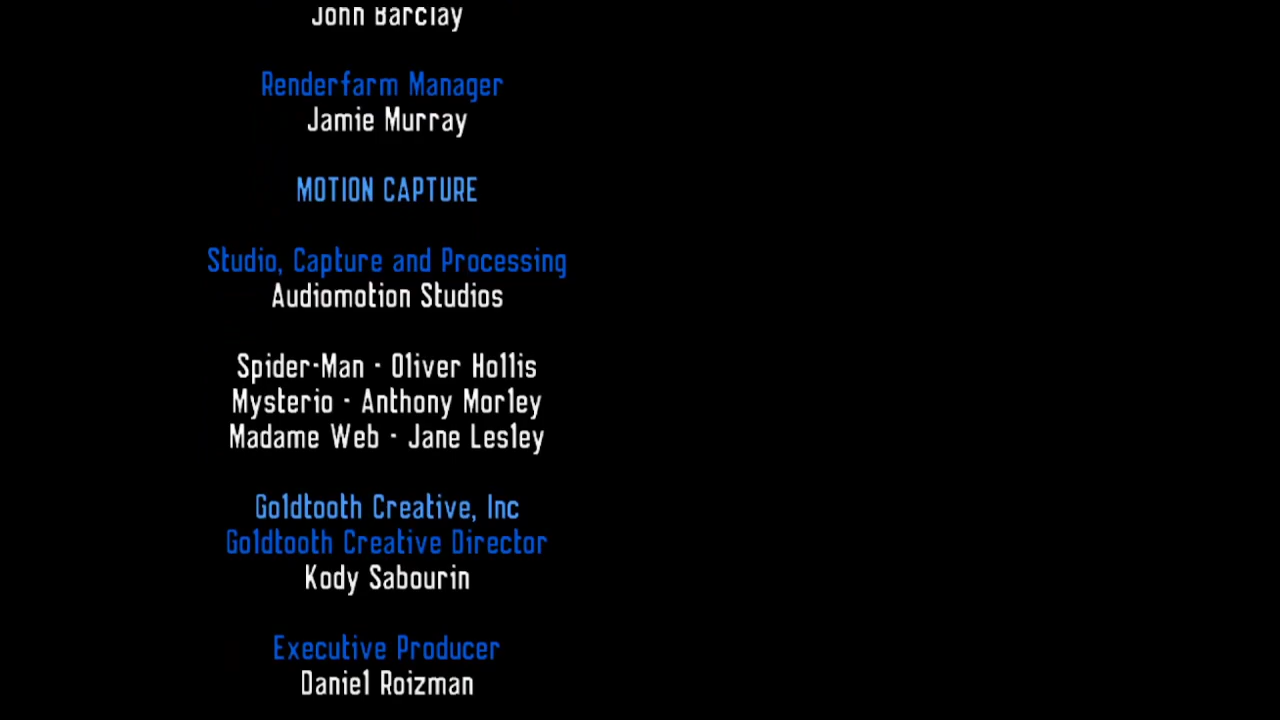 John Barclay
Renderfarm Manager
Jamie Murray
MOTION CAPTURE
Studio, Capture and Processing
Audiomotion Studios
Spider-Man - Oliver Hollis
Mysterio - Anthony Morley
Madame Web - Jane Lesley
Goldtooth Creative, Inc
Goldtooth Creative Director
Kody Sabourin
Executive Producer
Daniel Roizman